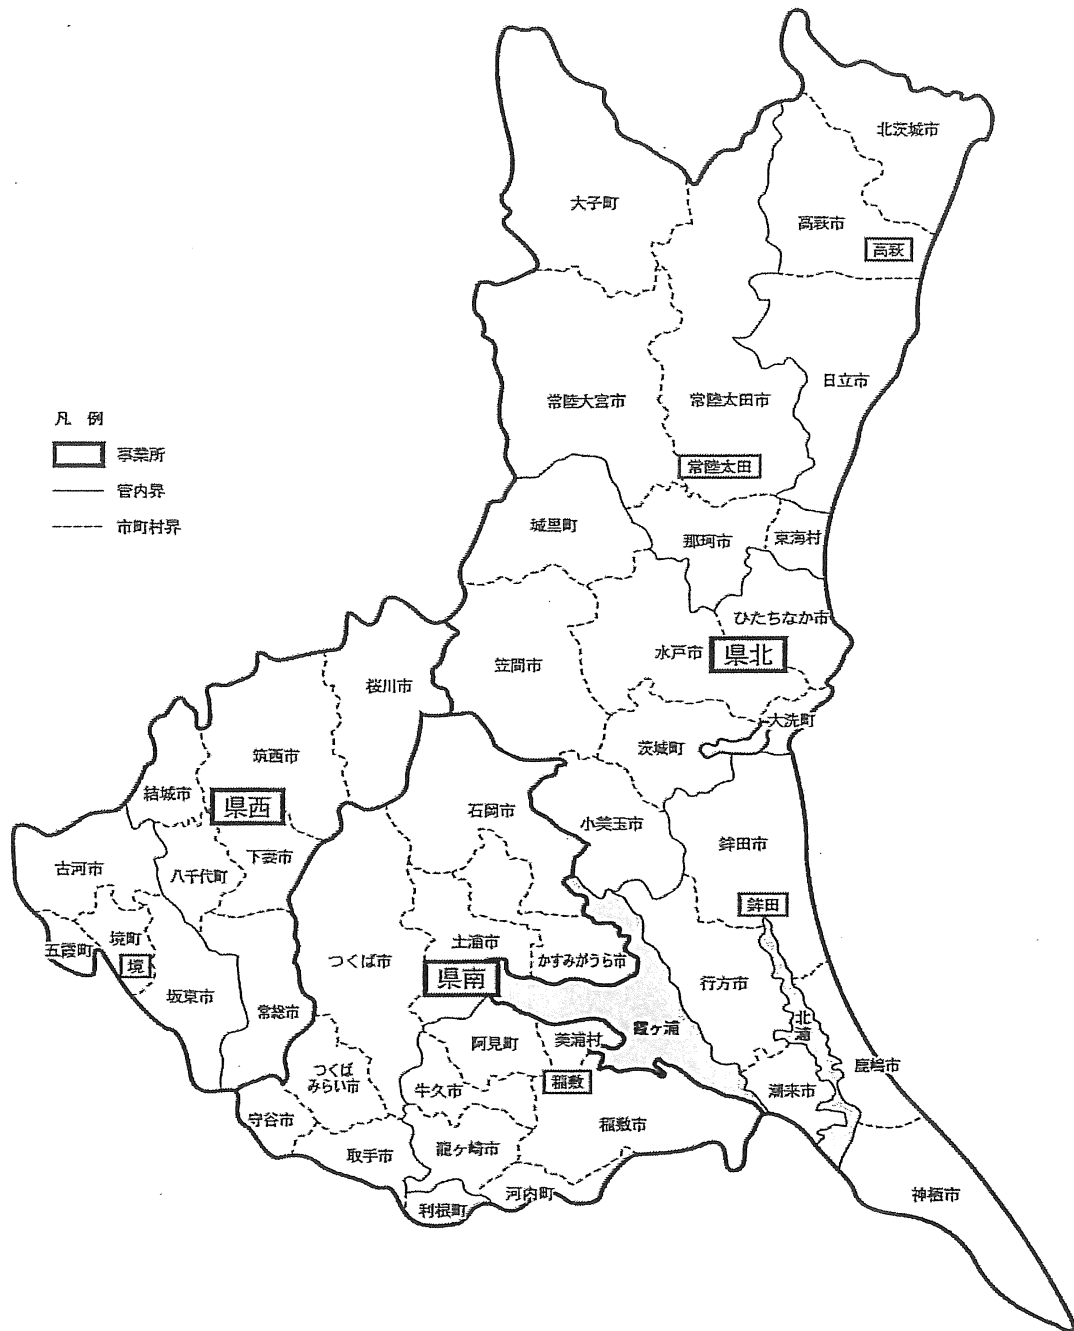 北茨城市
大子町
高萩市
高萩
日立市
常陸大宮市
常陸太田市
凡 例
事業所
常陸太田
管内界
市町村界
城里町
那珂市
東海村
ひたちなか市
水戸市
県北
笠間市
桜川市
大洗町
茨城町
筑西市
結城市
県西
石岡市
小美玉市
鉾田市
下妻市
古河市
八千代町
鉾田
境町
五霞町
境
土浦市
かすみがうら市
つくば市
県南
行方市
坂東市
常総市
霞ヶ浦
北浦
阿見町
美浦村
鹿嶋市
つくば
みらい市
牛久市
稲敷
潮来市
守谷市
稲敷市
取手市
龍ヶ崎市
河内町
利根町
神栖市